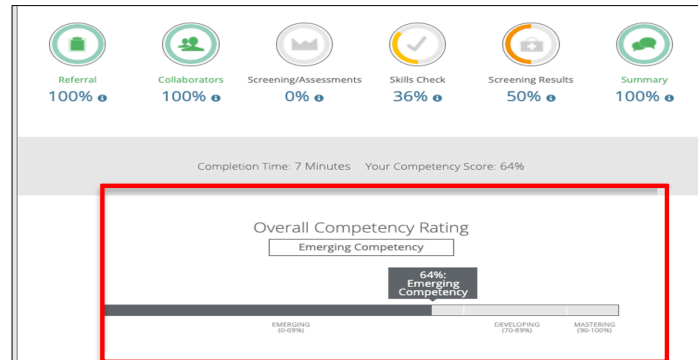 Referral Collaborators Screening/Assessments Skills Check Screening Results Summary
100% 100% 0% 36% 50% 100%
Completion Time: 7 Minutes Your Competency Score: 64%
Overall Competency Rating
Emerging Competency
64%:
Emerging
Competency
EMERGING DEVELOPING MASTERING
(0-69%) (70-89%) (90-100%)